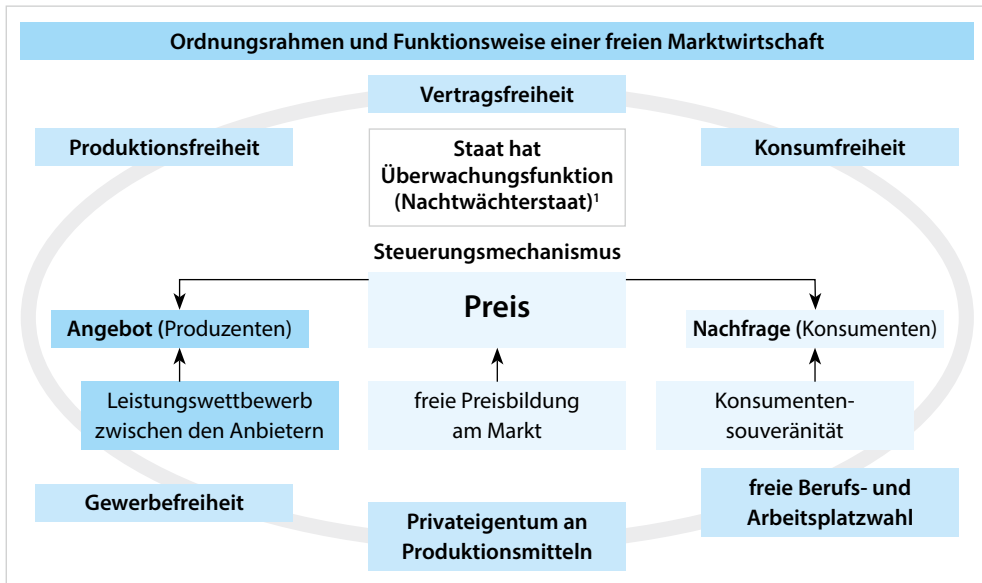 Ordnungsrahmen und Funktionsweise einer freien Marktwirtschaft
Vertragsfreiheit
Produktionsfreiheit
Konsumfreiheit
Staat hat
Überwachungsfunktion
(Nachtwächterstaat)¹
Steuerungsmechanismus
Preis
Angebot (Produzenten)
Nachfrage (Konsumenten)
Leistungswettbewerb
zwischen den Anbietern
freie Preisbildung
am Markt
Konsumenten-
souveränität
Gewerbefreiheit
Privateigentum an
Produktionsmitteln
freie Berufs- und
Arbeitsplatzwahl